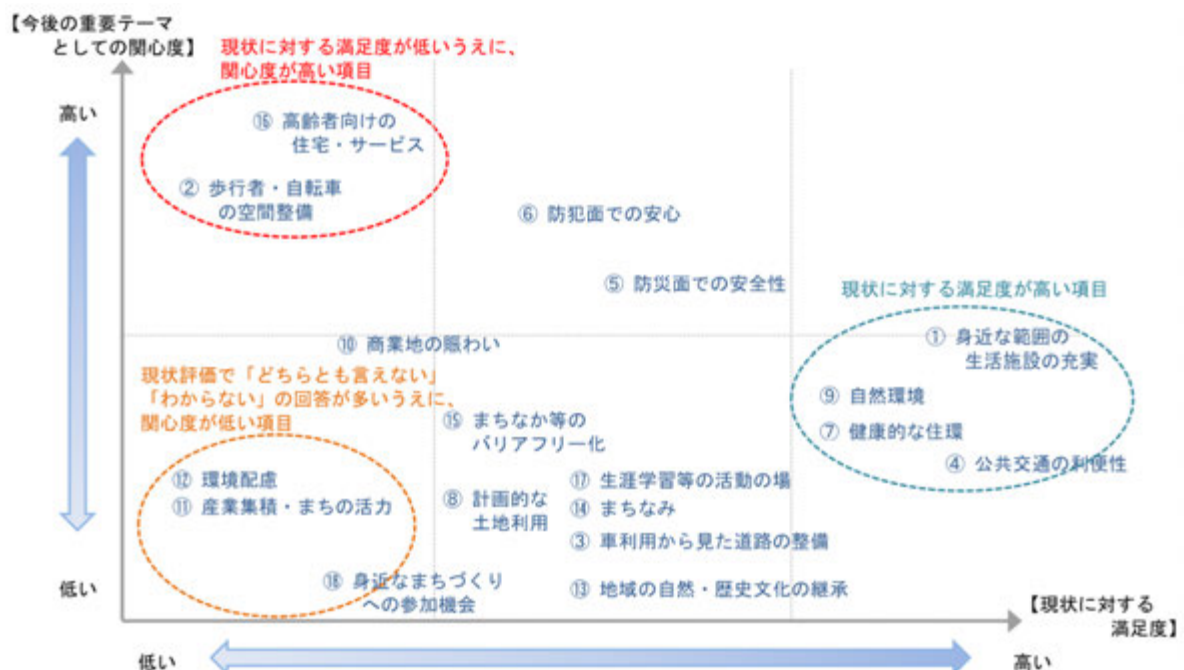 【今後の重要テーマ
としての関心度】
現状に対する満足度が低いうえに、
関心度が高い項目
高い
⑯ 高齢者向けの
住宅・サービス
② 歩行者・自転車
の空間整備
⑥ 防犯面での安心
⑤ 防災面での安全性
現状に対する満足度が高い項目
① 身近な範囲の
生活施設の充実
⑩ 商業地の賑わい
現状評価で「どちらとも言えない」
「わからない」の回答が多いうえに、
関心度が低い項目
⑨ 自然環境
⑮ まちなか等の
バリアフリー化
⑦ 健康的な住環
④ 公共交通の利便性
⑫ 環境配慮
⑪ 産業集積・まちの活力
⑧ 計画的な
土地利用
⑰ 生涯学習等の活動の場
⑭ まちなみ
③ 車利用から見た道路の整備
低い
⑱ 身近なまちづくり
への参加機会
⑬ 地域の自然・歴史文化の継承
【現状に対する
満足度】
低い
高い